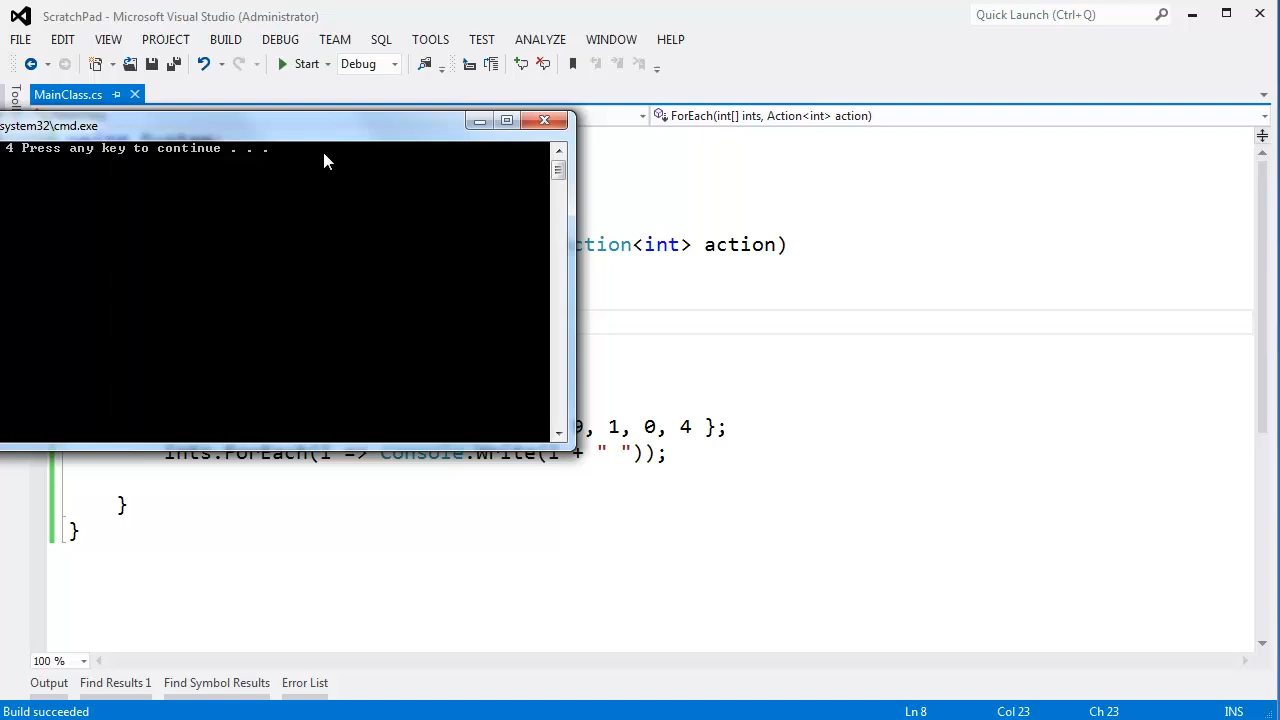 ScratchPad - Microsoft Visual Studio (Administrator)
Quick Launch (Ctrl+Q)
FILE EDIT VIEW PROJECT BUILD DEBUG TEAM SQL TOOLS TEST ANALYZE WINDOW HELP
Start Debug
MainClass.cs
ForEach(int[] ints, Action<int> action)
system32\cmd.exe
4 Press any key to continue . . .
ction<int> action)
9, 1, 0, 4 };
ints.ForEach(i => Console.Write(i + " "));
}
}
100 %
Output Find Results 1 Find Symbol Results Error List
Build succeeded Ln 8 Col 23 Ch 23 INS